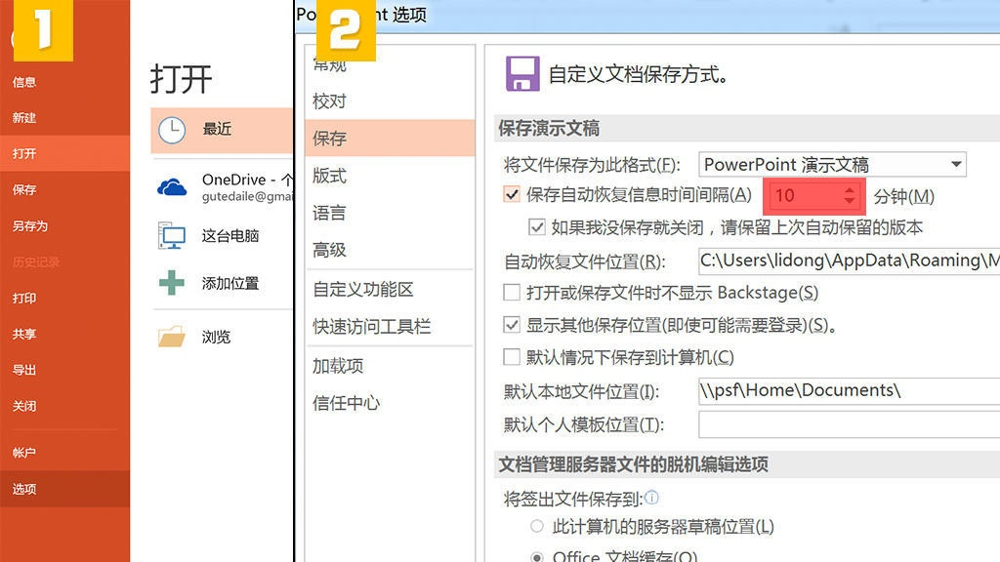 1
信息
新建
打开
保存
另存为
历史记录
打印
共享
导出
关闭
帐户
选项
打开
最近
OneDrive - 个
gutedaile@gmai
这台电脑
添加位置
浏览
2
PowerPoint 选项
常规
校对
保存
版式
语言
高级
自定义功能区
快速访问工具栏
加载项
信任中心
自定义文档保存方式。
保存演示文稿
将文件保存为此格式(F): PowerPoint 演示文稿
保存自动恢复信息时间间隔(A) 10 分钟(M)
如果我没保存就关闭，请保留上次自动保留的版本
自动恢复文件位置(R): C:\Users\lidong\AppData\Roaming\M
打开或保存文件时不显示 Backstage(S)
显示其他保存位置(即使可能需要登录)(S)。
默认情况下保存到计算机(C)
默认本地文件位置(I): \\psf\Home\Documents\
默认个人模板位置(T):
文档管理服务器文件的脱机编辑选项
将签出文件保存到:
此计算机的服务器草稿位置(L)
Office 文档缓存(O)